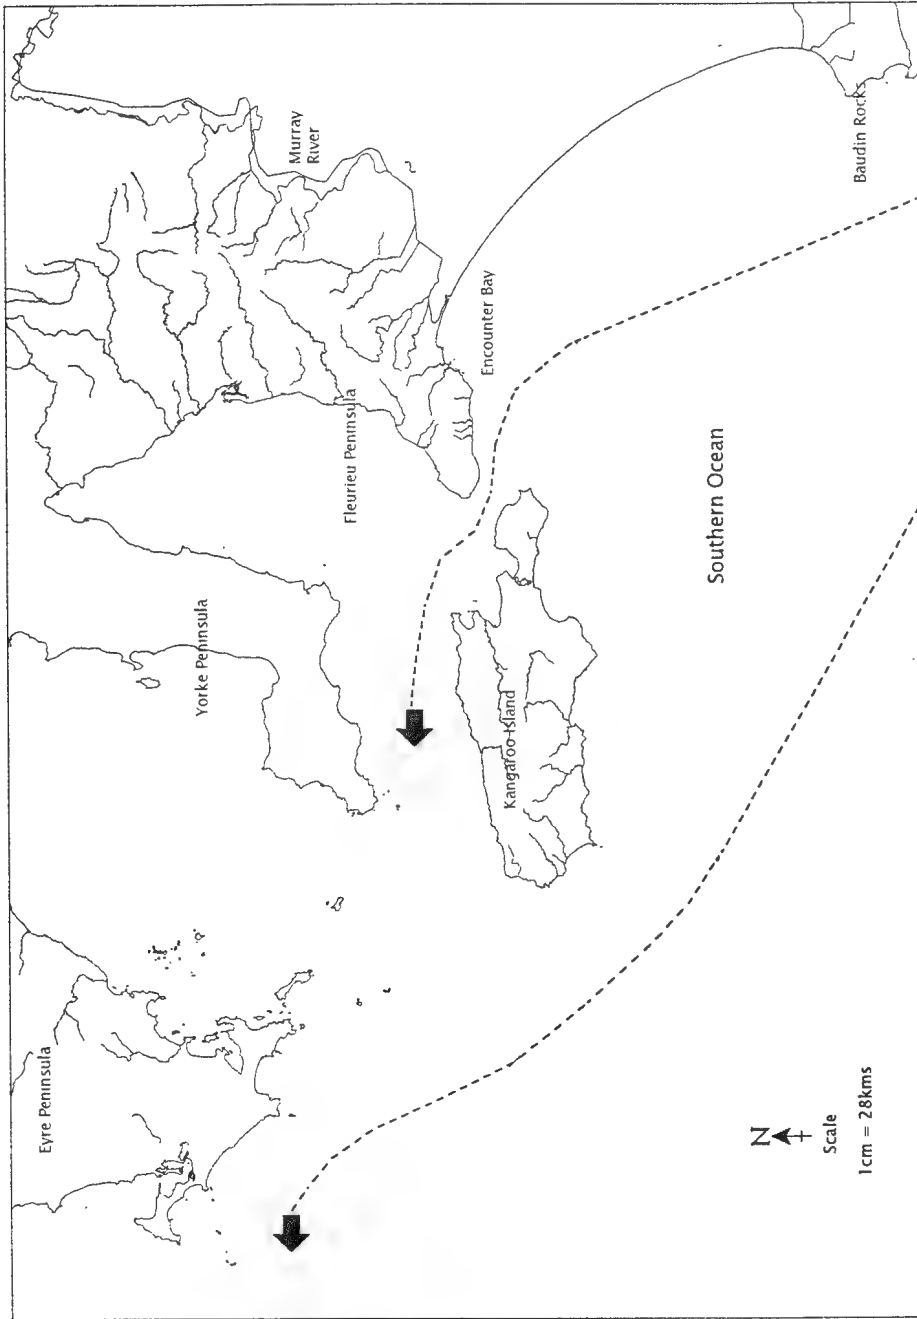 Eyre Peninsula
Yorke Peninsula
Fleurieu Peninsula
Murray
River
Encounter Bay
Kangaroo Island
Southern Ocean
Baudin Rocks
N
Scale
1cm = 28kms